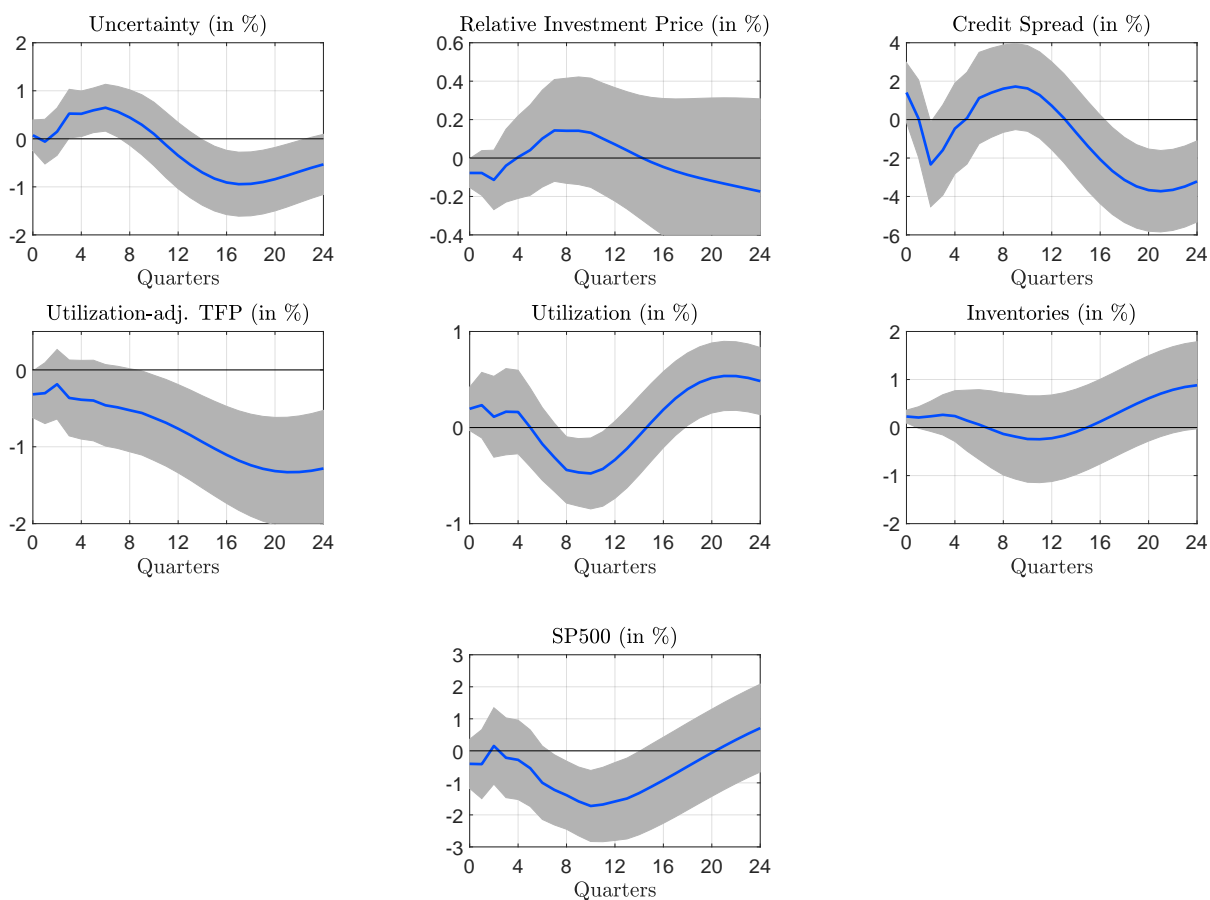 Uncertainty (in %)
Relative Investment Price (in %)
Credit Spread (in %)
2
1
0
-1
-2
0 4 8 12 16 20 24
Quarters
0.6
0.4
0.2
0
-0.2
-0.4
0 4 8 12 16 20 24
Quarters
4
2
0
-2
-4
-6
0 4 8 12 16 20 24
Quarters
Utilization-adj. TFP (in %)
Utilization (in %)
Inventories (in %)
0
-1
-2
0 4 8 12 16 20 24
Quarters
1
0
-1
0 4 8 12 16 20 24
Quarters
2
1
0
-1
-2
0 4 8 12 16 20 24
Quarters
SP500 (in %)
3
2
1
0
-1
-2
-3
0 4 8 12 16 20 24
Quarters